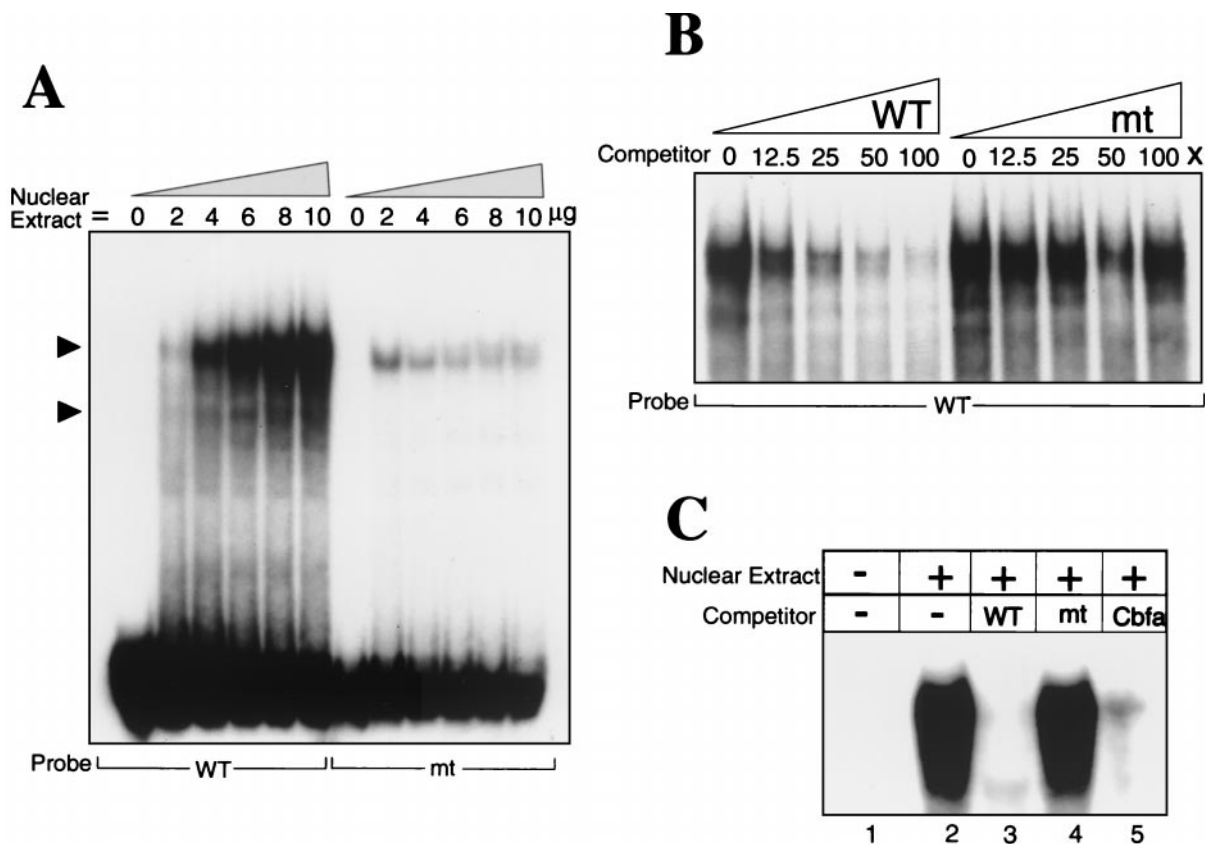 A
Nuclear
Extract = 0 2 4 6 8 10 0 2 4 6 8 10 µg
Probe WT mt
B
WT mt
Competitor 0 12.5 25 50 100 0 12.5 25 50 100 X
Probe WT
C
Nuclear Extract - + + + +
Competitor - - WT mt Cbfa
1 2 3 4 5